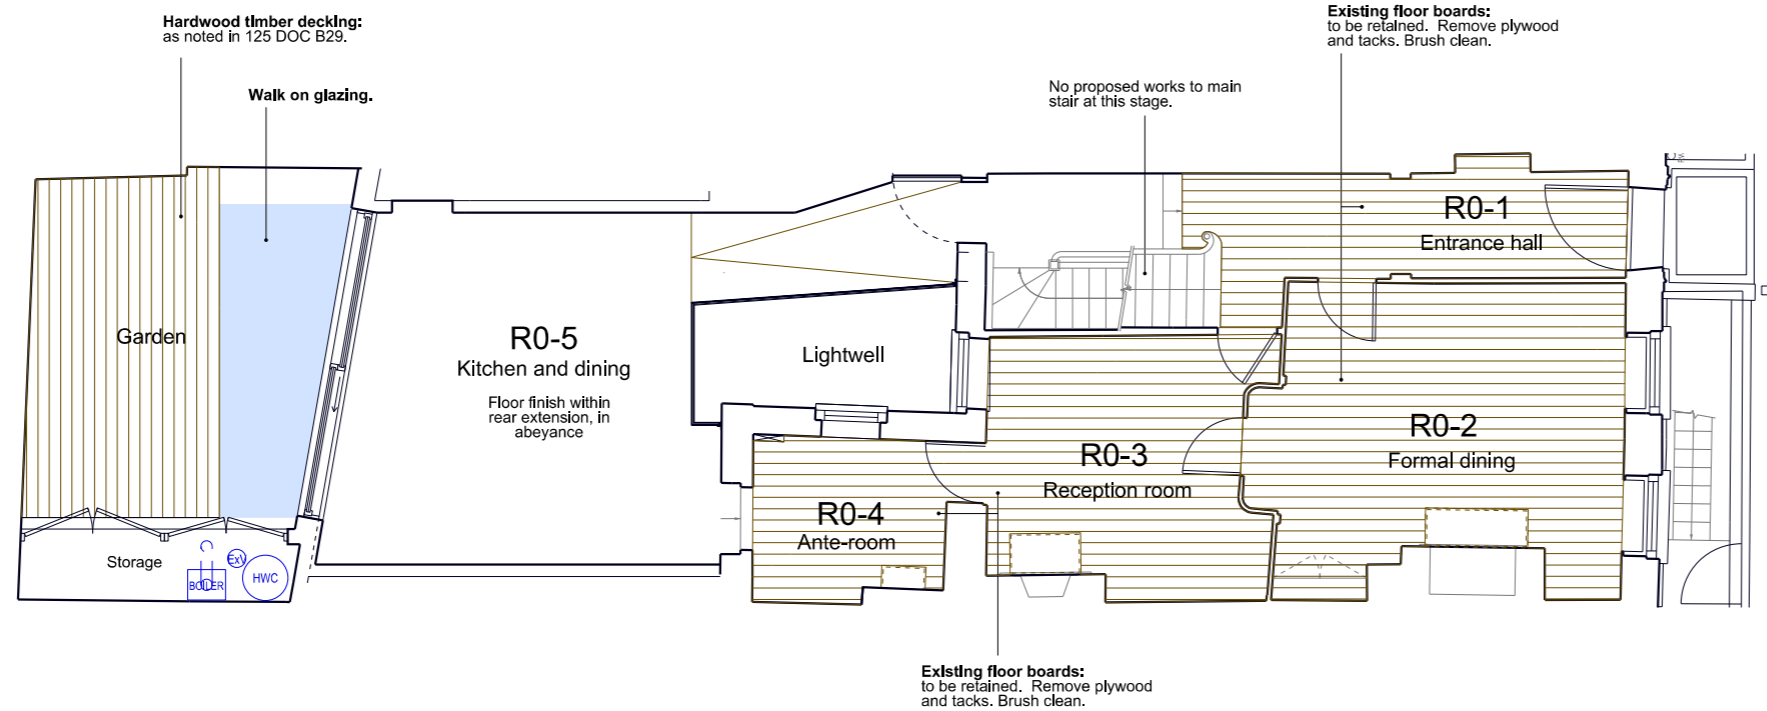 Hardwood timber decking:
as noted in 125 DOC B29.
Walk on glazing.
Existing floor boards:
to be retained. Remove plywood
and tacks. Brush clean.
No proposed works to main
stair at this stage.
R0-1
Entrance hall
Garden
R0-5
Kitchen and dining
Floor finish within
rear extension, in
abeyance
Lightwell
R0-2
Formal dining
R0-3
Reception room
R0-4
Ante-room
Storage
BOILER
ExV
HWC
Existing floor boards:
to be retained. Remove plywood
and tacks. Brush clean.